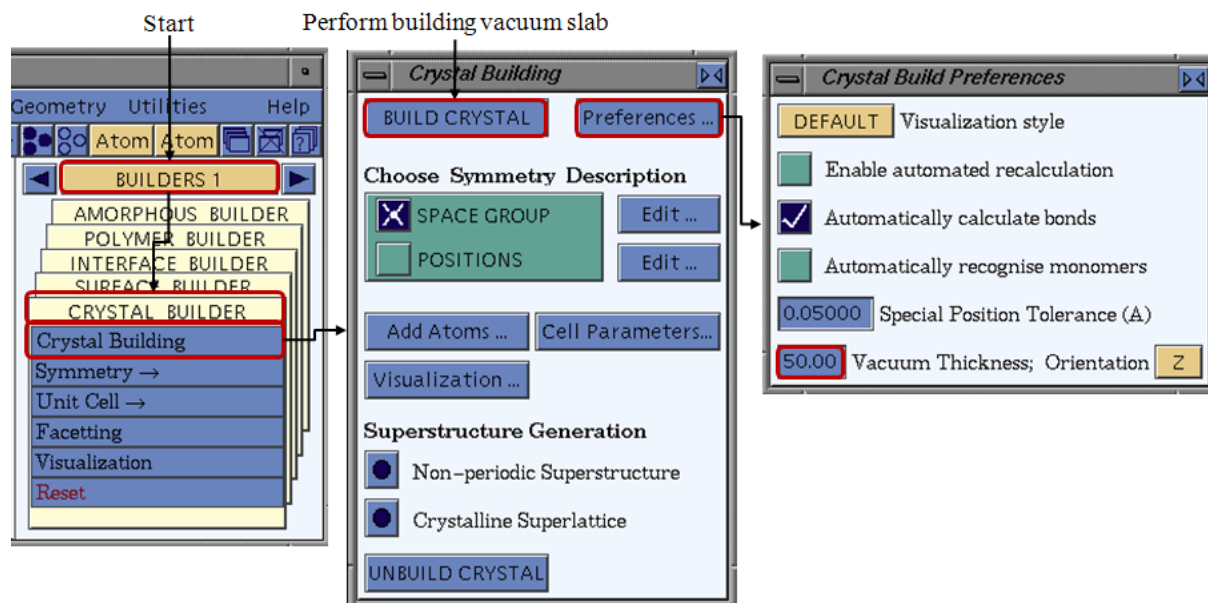 Start
Perform building vacuum slab
Geometry Utilities Help
Atom Atom
BUILDERS 1
AMORPHOUS BUILDER
POLYMER BUILDER
INTERFACE BUILDER
SURFACE BUILDER
CRYSTAL BUILDER
Crystal Building
Symmetry →
Unit Cell →
Facetting
Visualization
Reset
Crystal Building
BUILD CRYSTAL Preferences ...
Choose Symmetry Description
SPACE GROUP Edit ...
POSITIONS Edit ...
Add Atoms ... Cell Parameters...
Visualization ...
Superstructure Generation
Non-periodic Superstructure
Crystalline Superlattice
UNBUILD CRYSTAL
Crystal Build Preferences
DEFAULT Visualization style
Enable automated recalculation
Automatically calculate bonds
Automatically recognise monomers
0.05000 Special Position Tolerance (A)
50.00 Vacuum Thickness; Orientation Z